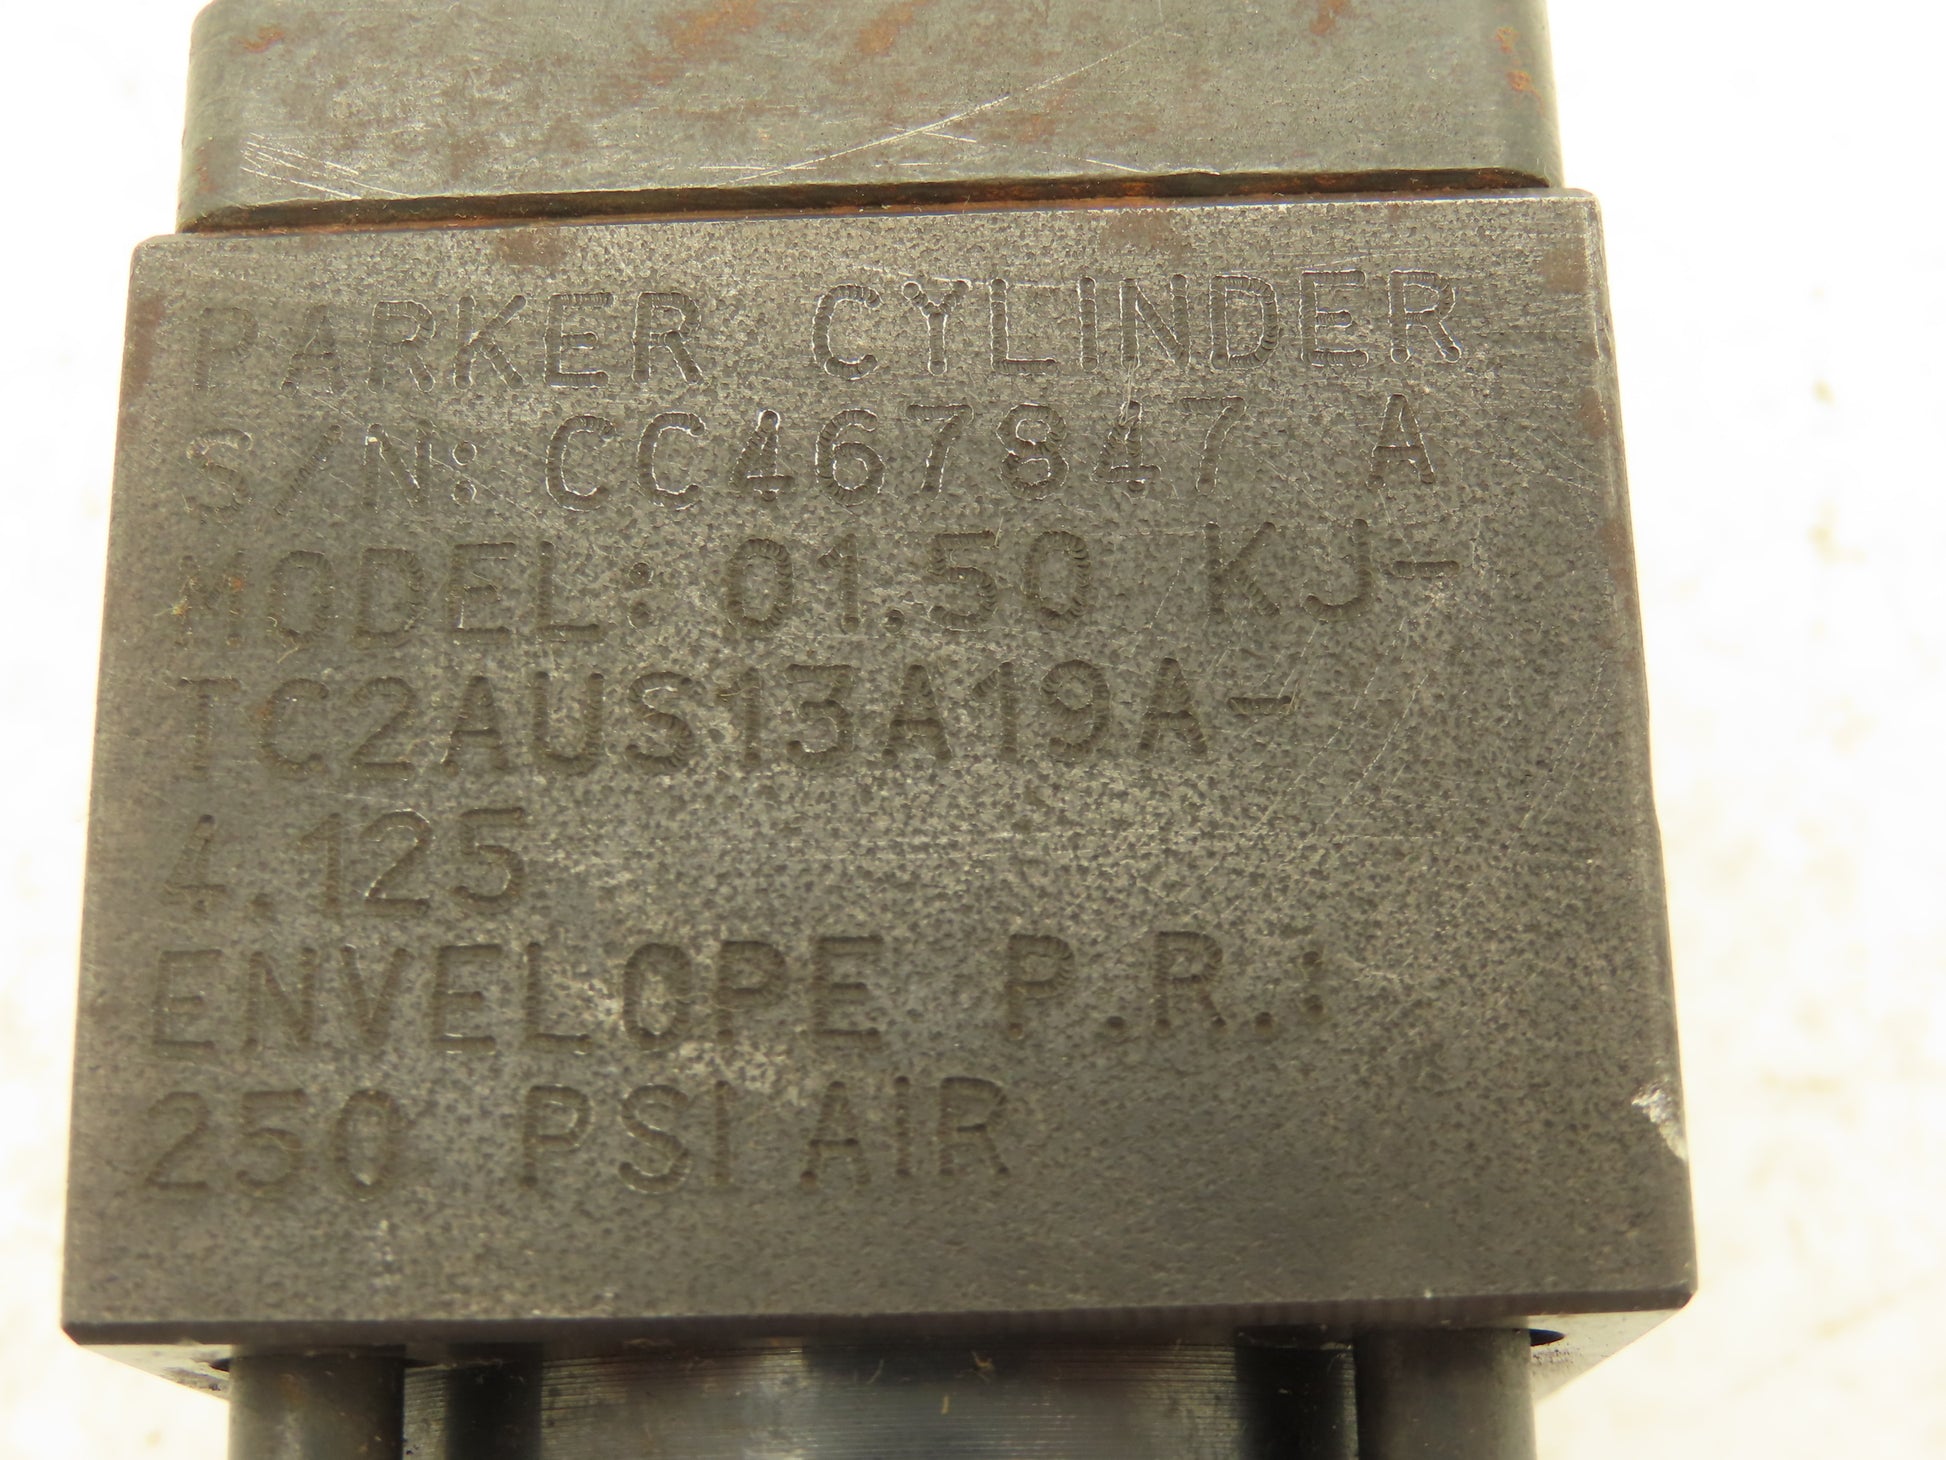 PARKER CYLINDER
S/N: CC467847 A
MODEL: 01.50 KJ-
TC2AUS13A19A-
4.125
ENVELOPE P.R.:
250 PSI AIR